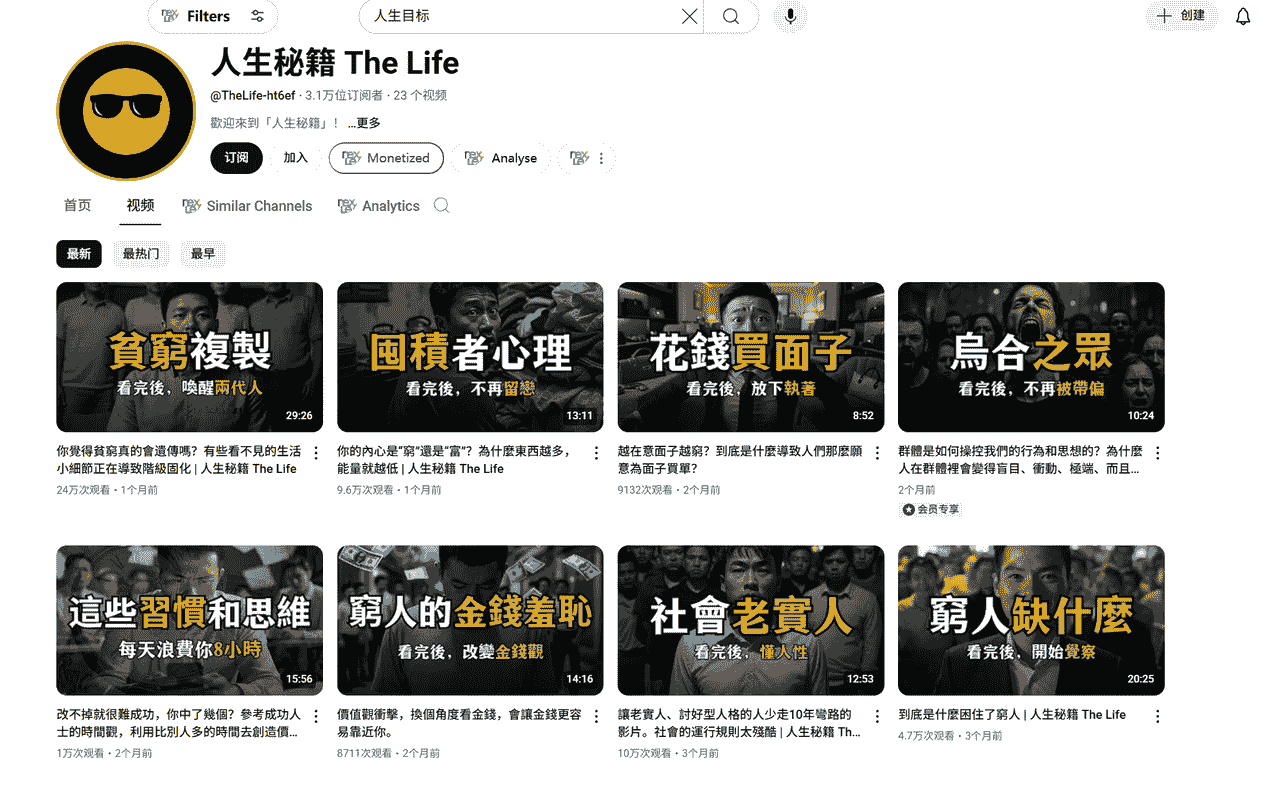 Filters
人生目标
创建
人生秘籍 The Life
@TheLife-ht6ef · 3.1万位订阅者 · 23 个视频
歡迎來到「人生秘籍」！ ...更多
订阅
加入
Monetized
Analyse
首页
视频
Similar Channels
Analytics
最新
最热门
最早
貧窮複製
看完後，喚醒兩代人
29:26
囤積者心理
看完後，不再留戀
13:11
花錢買面子
看完後，放下執著
8:52
烏合之眾
看完後，不再被帶偏
10:24
你覺得貧窮真的會遺傳嗎？有些看不見的生活
小細節正在導致階級固化 | 人生秘籍 The Life
24万次观看 · 1个月前
你的內心是“窮”還是“富”？為什麼東西越多，
能量就越低 | 人生秘籍 The Life
9.6万次观看 · 1个月前
越在意面子越窮？到底是什麼導致人們那麼願
意為面子買單？
9132次观看 · 2个月前
群體是如何操控我們的行為和思想的？為什麼
人在群體裡會變得盲目、衝動、極端、而且...
2个月前
会员专享
這些習慣和思維
每天浪費你8小時
15:56
窮人的金錢羞恥
看完後，改變金錢觀
14:16
社會老實人
看完後，懂人性
12:53
窮人缺什麼
看完後，開始覺察
20:25
改不掉就很難成功，你中了幾個？參考成功人
士的時間觀，利用比別人多的時間去創造價...
1万次观看 · 2个月前
價值觀衝擊，換個角度看金錢，會讓金錢更容
易靠近你。
8711次观看 · 2个月前
讓老實人、討好型人格的人少走10年彎路的
影片。社會的運行規則太殘酷 | 人生秘籍 Th...
10万次观看 · 3个月前
到底是什麼困住了窮人 | 人生秘籍 The Life
4.7万次观看 · 3个月前